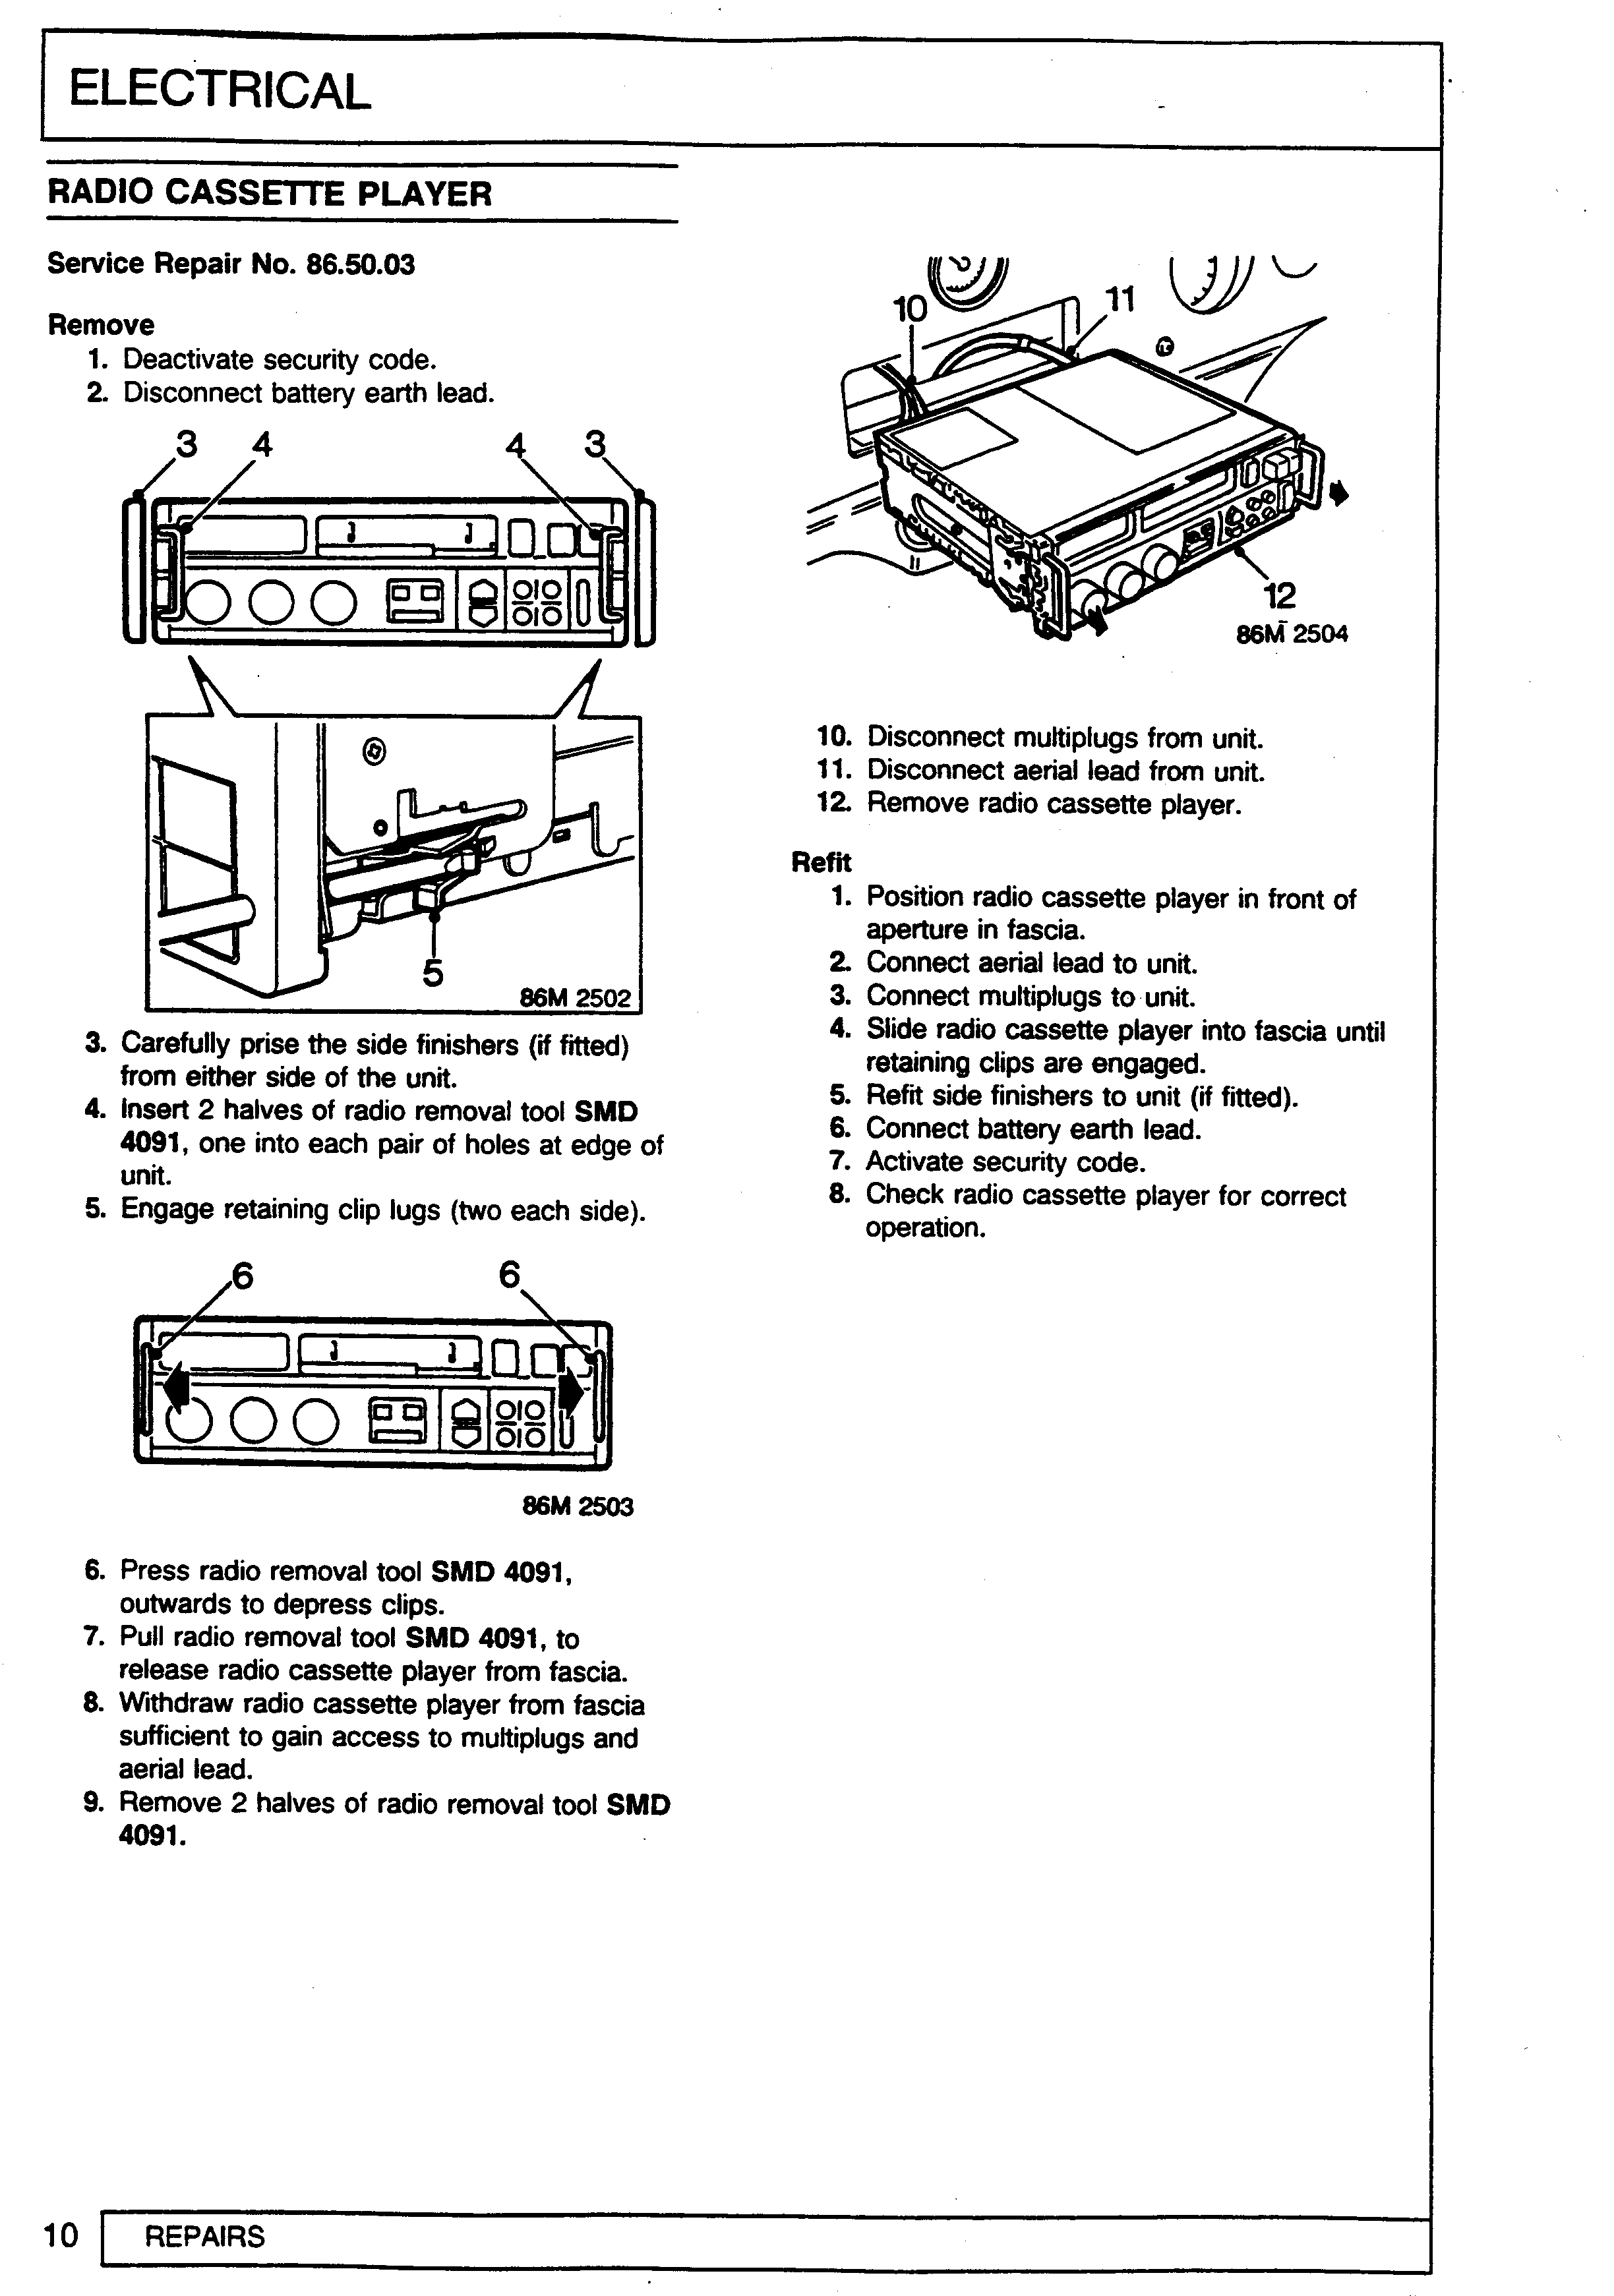 ELECTRICAL
RADIO CASSETTE PLAYER
Service Repair No. 86.50.03
Remove
1. Deactivate security code.
2. Disconnect battery earth lead.
3 4 4 3
5
86M 2502
3. Carefully prise the side finishers (if fitted)
from either side of the unit.
4. Insert 2 halves of radio removal tool SMD
4091, one into each pair of holes at edge of
unit.
5. Engage retaining clip lugs (two each side).
6 6
86M 2503
6. Press radio removal tool SMD 4091,
outwards to depress clips.
7. Pull radio removal tool SMD 4091, to
release radio cassette player from fascia.
8. Withdraw radio cassette player from fascia
sufficient to gain access to multiplugs and
aerial lead.
9. Remove 2 halves of radio removal tool SMD
4091.
10 11
12
86M 2504
10. Disconnect multiplugs from unit.
11. Disconnect aerial lead from unit.
12. Remove radio cassette player.
Refit
1. Position radio cassette player in front of
aperture in fascia.
2. Connect aerial lead to unit.
3. Connect multiplugs to unit.
4. Slide radio cassette player into fascia until
retaining clips are engaged.
5. Refit side finishers to unit (if fitted).
6. Connect battery earth lead.
7. Activate security code.
8. Check radio cassette player for correct
operation.
10 REPAIRS